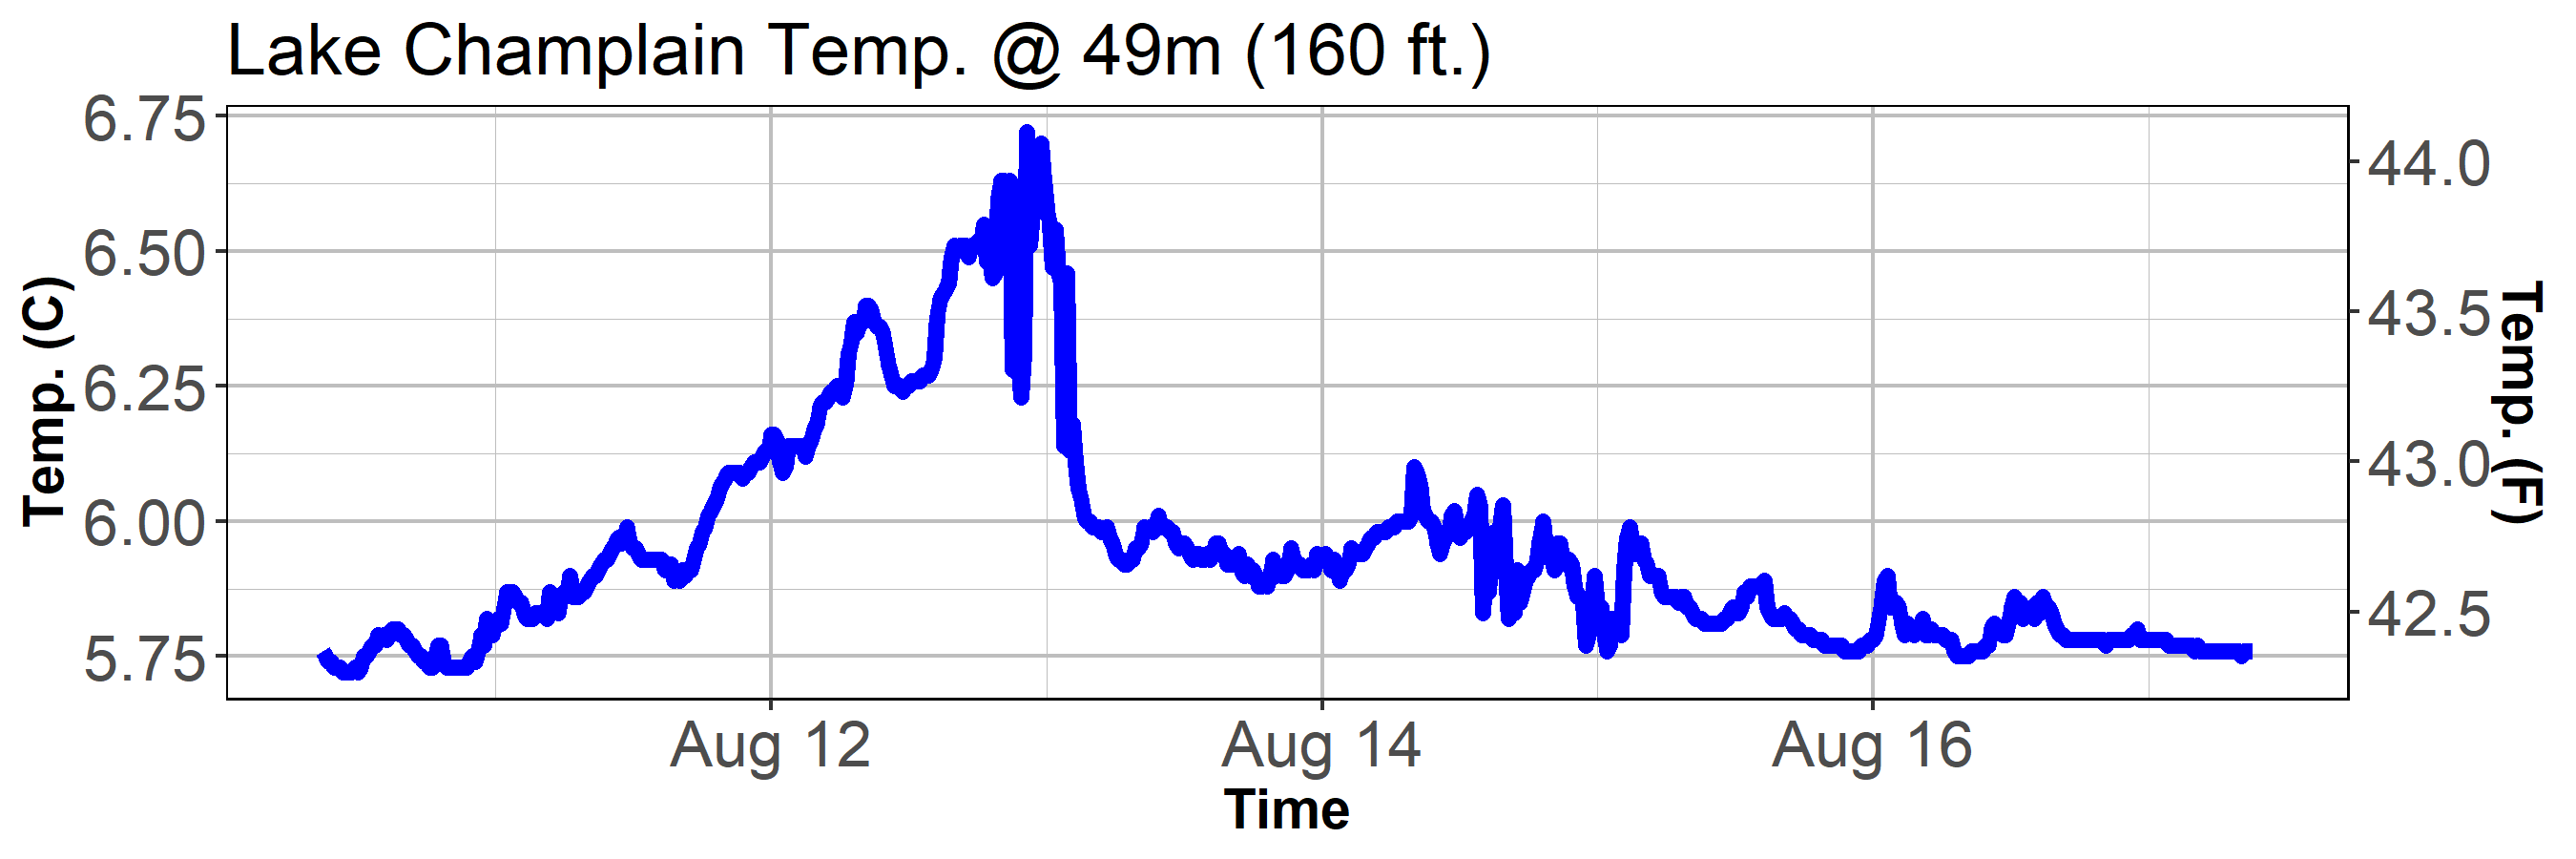 Lake Champlain Temp. @ 49m (160 ft.)
6.75
6.50
6.25
6.00
5.75
Temp. (C)
44.0
43.5
43.0
42.5
Temp. (F)
Aug 12
Aug 14
Aug 16
Time